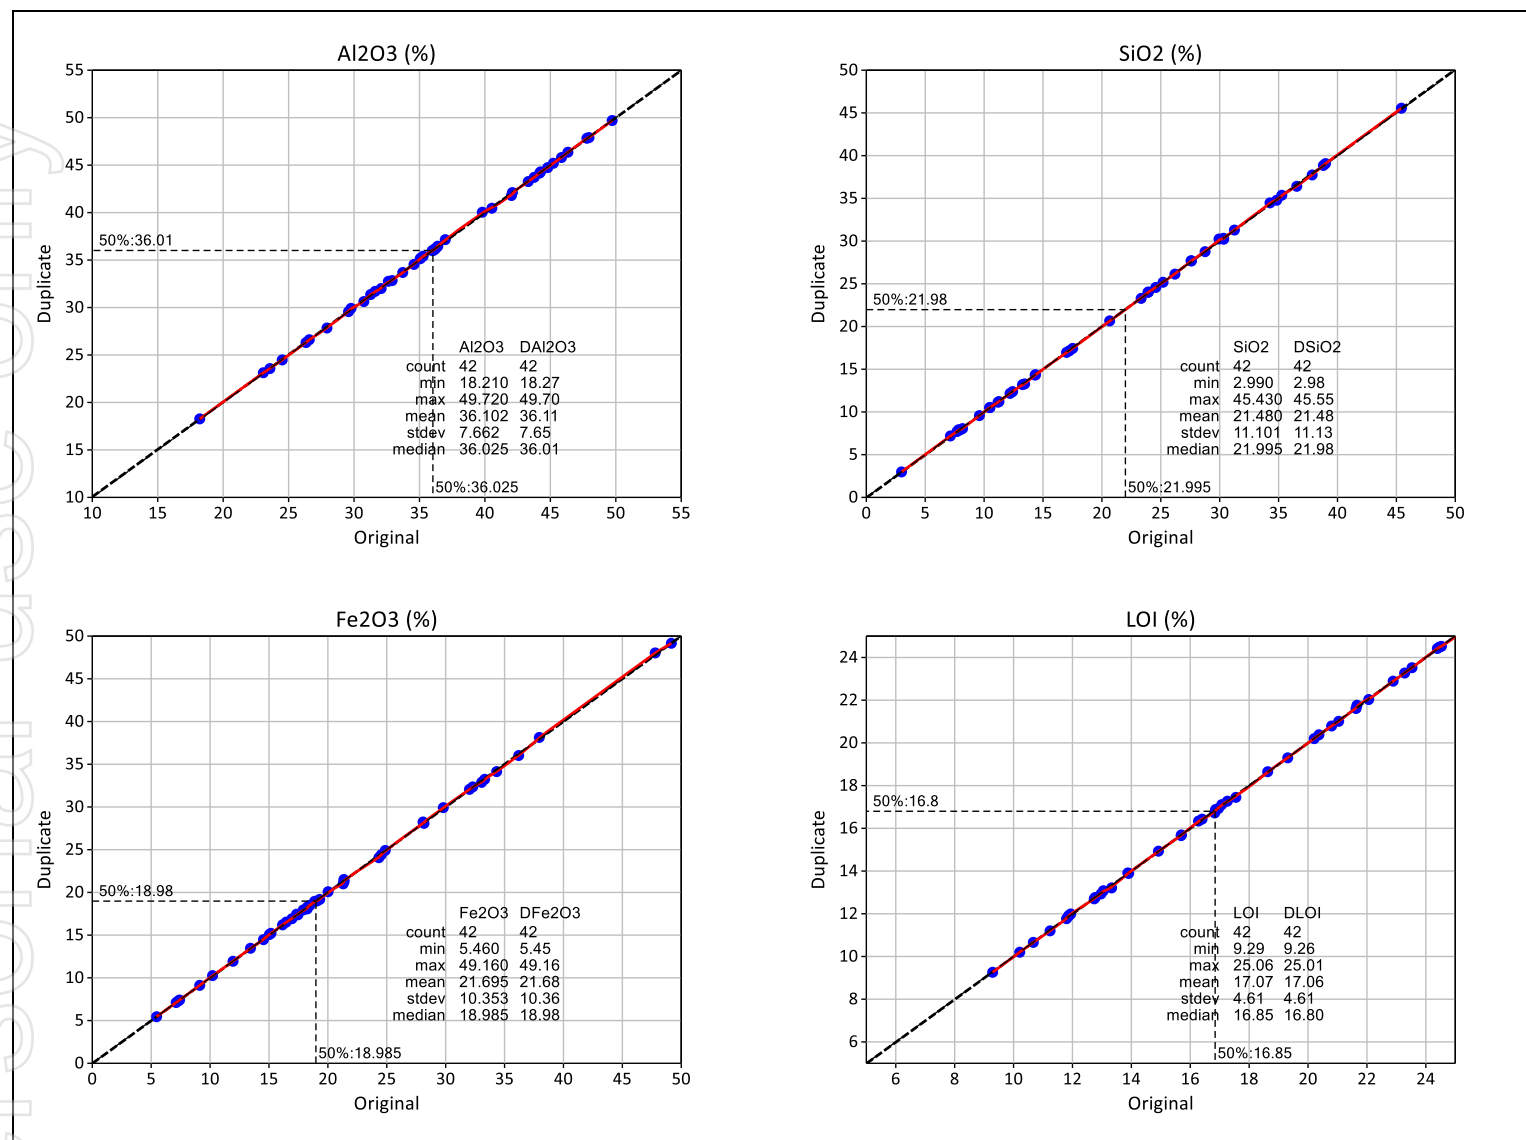 Al2O3 (%)
55
50
45
40
35
30
25
20
15
10
Duplicate
50%:36.01
Al2O3 DAl2O3
count 42 42
min 18.210 18.27
max 49.720 49.70
mean 36.102 36.11
stdev 7.662 7.65
median 36.025 36.01
50%:36.025
10 15 20 25 30 35 40 45 50 55
Original
SiO2 (%)
50
45
40
35
30
25
20
15
10
5
0
Duplicate
50%:21.98
SiO2 DSiO2
count 42 42
min 2.990 2.98
max 45.430 45.55
mean 21.480 21.48
stdev 11.101 11.13
median 21.995 21.98
50%:21.995
0 5 10 15 20 25 30 35 40 45 50
Original
Fe2O3 (%)
50
45
40
35
30
25
20
15
10
5
0
Duplicate
50%:18.98
Fe2O3 DFe2O3
count 42 42
min 5.460 5.45
max 49.160 49.16
mean 21.695 21.68
stdev 10.353 10.36
median 18.985 18.98
50%:18.985
0 5 10 15 20 25 30 35 40 45 50
Original
LOI (%)
24
22
20
18
16
14
12
10
8
6
Duplicate
50%:16.8
LOI DLOI
count 42 42
min 9.29 9.26
max 25.06 25.01
mean 17.07 17.06
stdev 4.61 4.61
median 16.85 16.80
50%:16.85
6 8 10 12 14 16 18 20 22 24
Original
use only